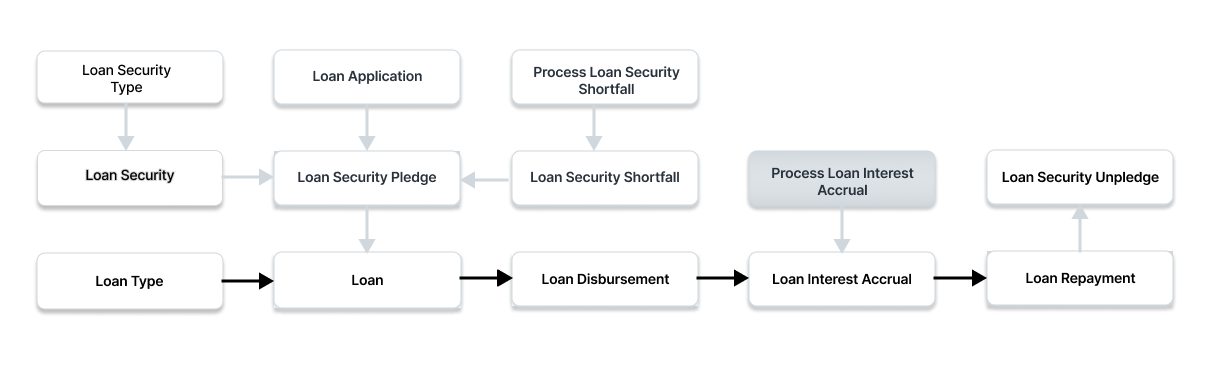 Loan Security
Type
Loan Application
Process Loan Security
Shortfall
Loan Security
Loan Security Pledge
Loan Security Shortfall
Process Loan Interest
Accrual
Loan Security Unpledge
Loan Type
Loan
Loan Disbursement
Loan Interest Accrual
Loan Repayment